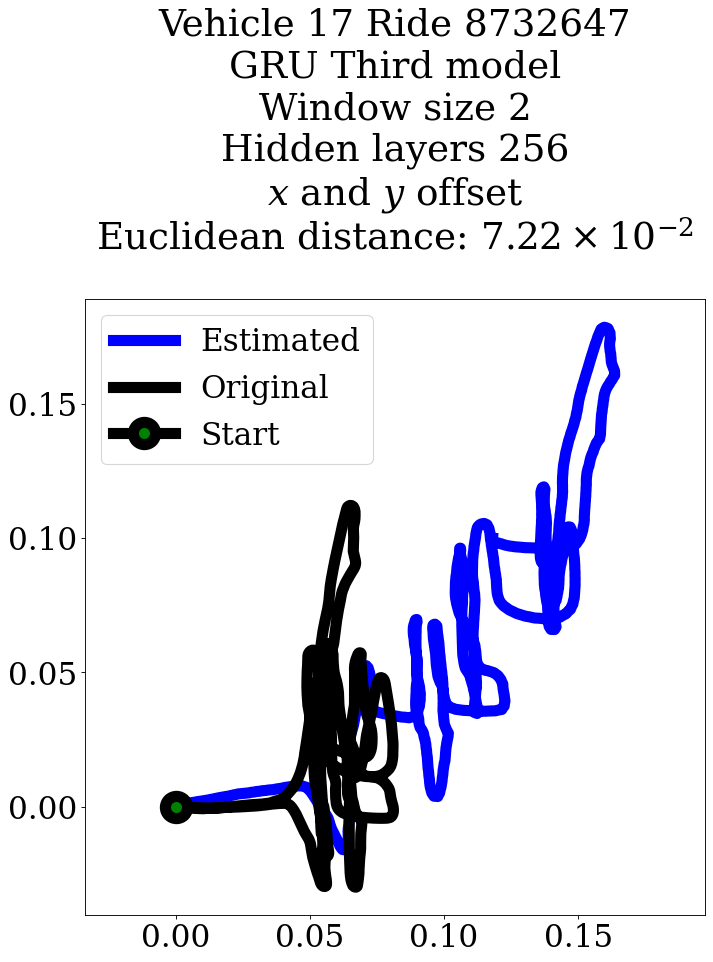 Vehicle 17 Ride 8732647
GRU Third model
Window size 2
Hidden layers 256
x and y offset
Euclidean distance: 7.22 × 10⁻²
Estimated
Original
Start
0.15
0.10
0.05
0.00
0.00 0.05 0.10 0.15